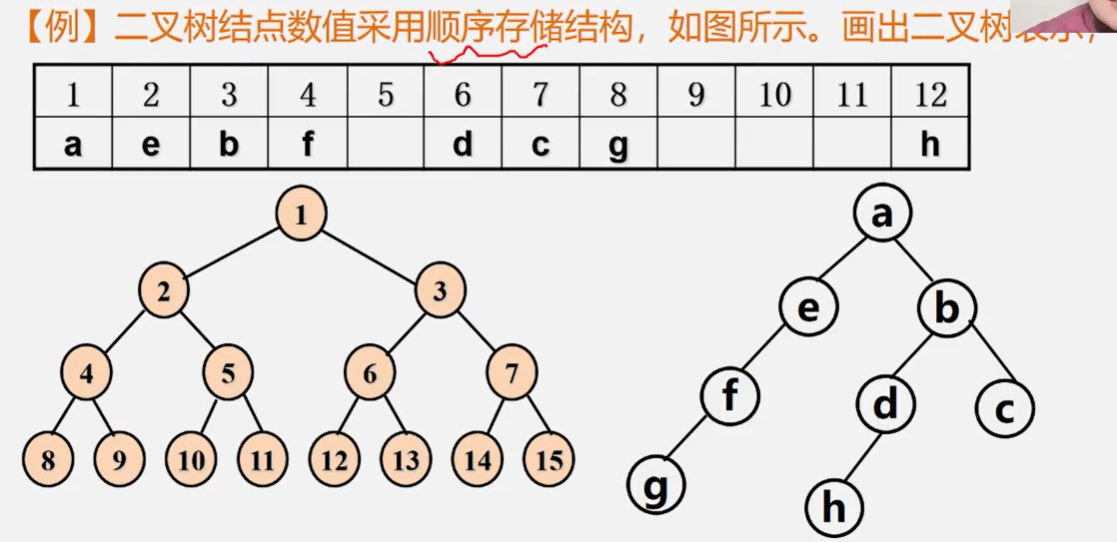 【例】二叉树结点数值采用顺序存储结构，如图所示。画出二叉树表示，
1 2 3 4 5 6 7 8 9 10 11 12
a e b f d c g h
1 a
2 3 e b
4 5 6 7 f d c
8 9 10 11 12 13 14 15 g h